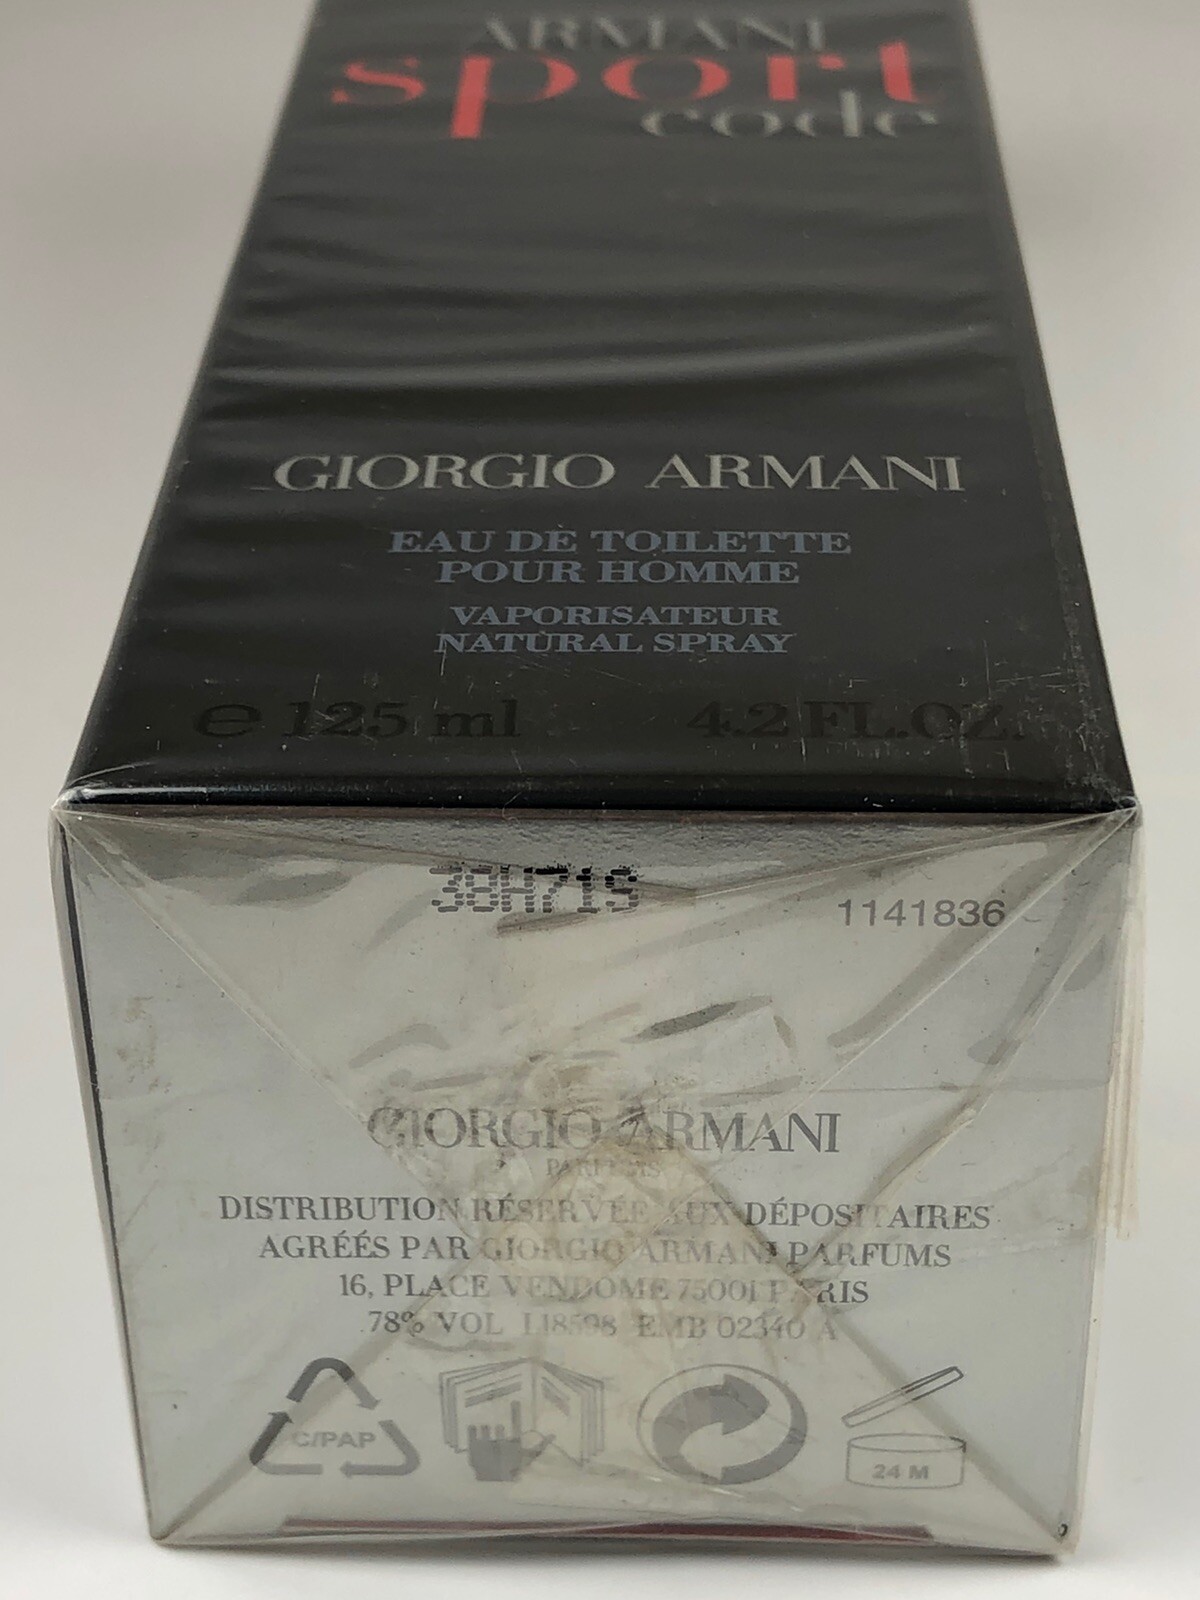 ARMANI
sport
code
GIORGIO ARMANI
EAU DE TOILETTE
POUR HOMME
VAPORISATEUR
NATURAL SPRAY
e 125 ml 4.2 FL.OZ.
38H71S
1141836
GIORGIO ARMANI
PARFUMS
DISTRIBUTION RÉSERVÉE AUX DÉPOSITAIRES
AGRÉÉS PAR GIORGIO ARMANI PARFUMS
16, PLACE VENDOME 75001 PARIS
78% VOL L18598 EMB 02340 A
C/PAP
24 M